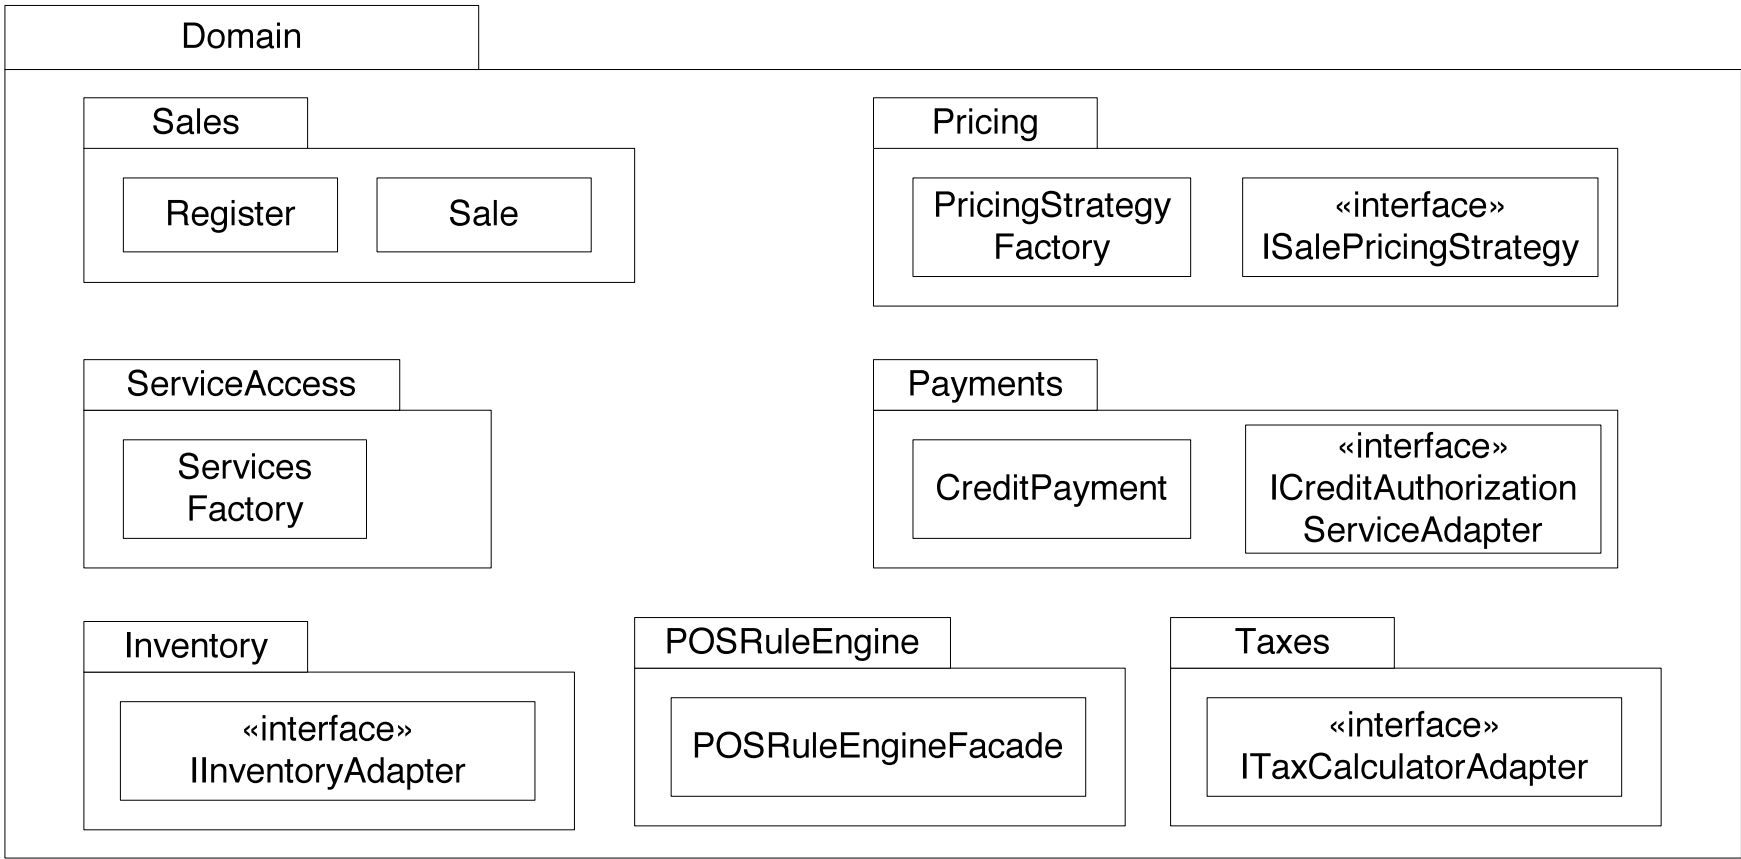 Domain
Sales
Register
Sale
Pricing
PricingStrategy
Factory
«interface»
ISalePricingStrategy
ServiceAccess
Services
Factory
Payments
CreditPayment
«interface»
ICreditAuthorization
ServiceAdapter
Inventory
«interface»
IInventoryAdapter
POSRuleEngine
POSRuleEngineFacade
Taxes
«interface»
ITaxCalculatorAdapter